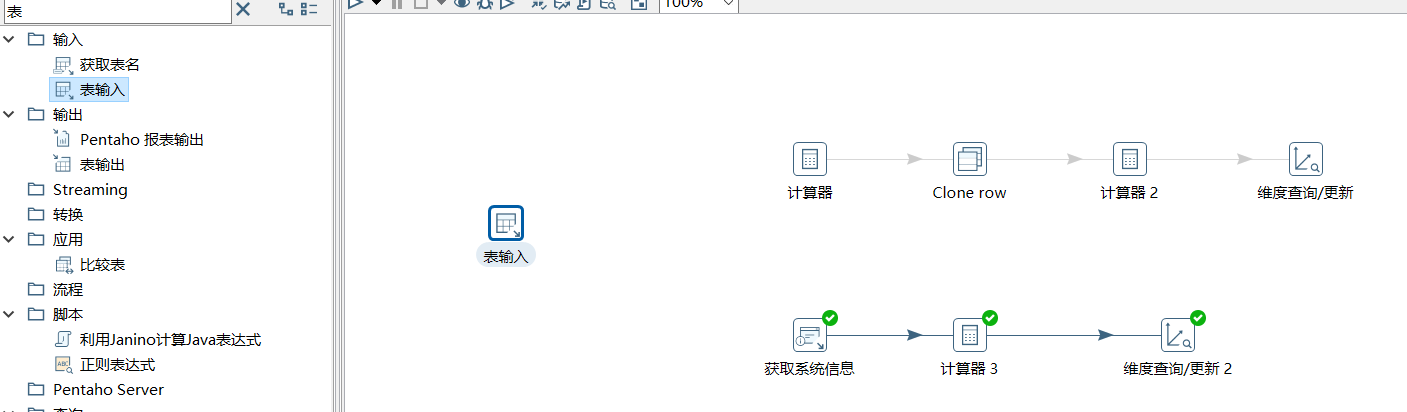 表
100%
输入
获取表名
表输入
输出
Pentaho 报表输出
表输出
Streaming
转换
应用
比较表
流程
脚本
利用Janino计算Java表达式
正则表达式
Pentaho Server
计算器
Clone row
计算器 2
维度查询/更新
表输入
获取系统信息
计算器 3
维度查询/更新 2